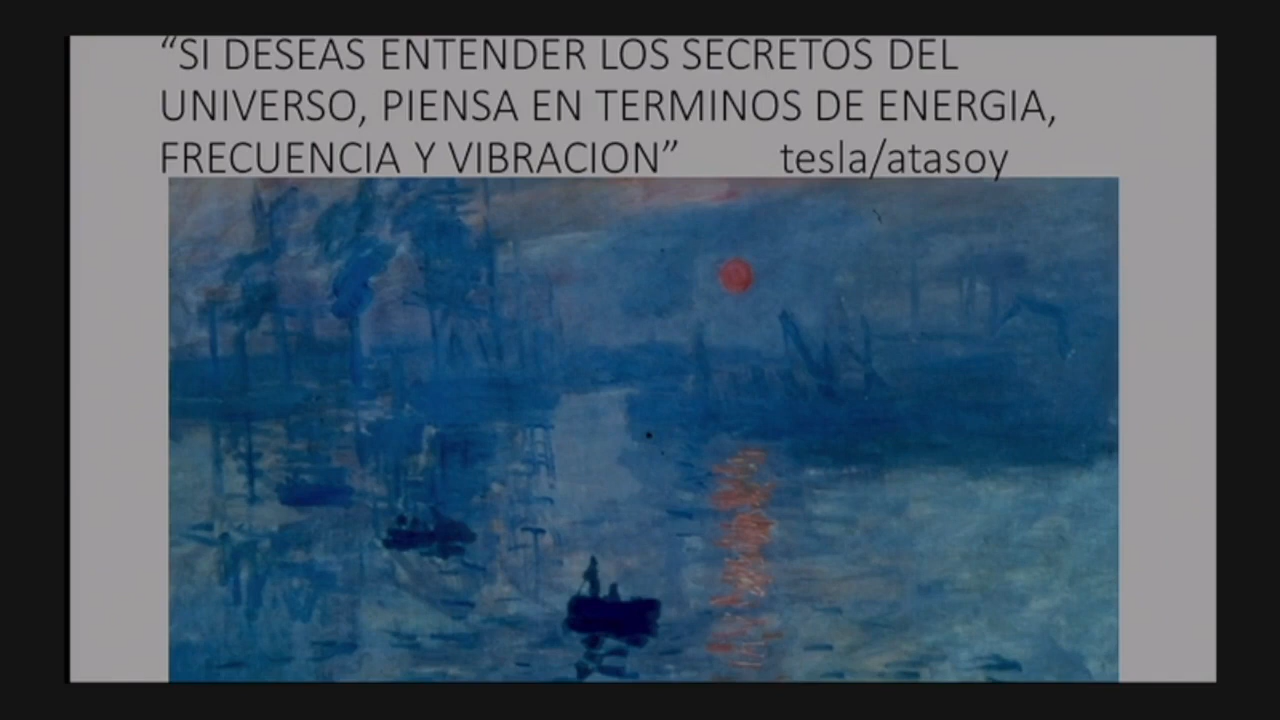 “SI DESEAS ENTENDER LOS SECRETOS DEL
UNIVERSO, PIENSA EN TERMINOS DE ENERGIA,
FRECUENCIA Y VIBRACION” tesla/atasoy